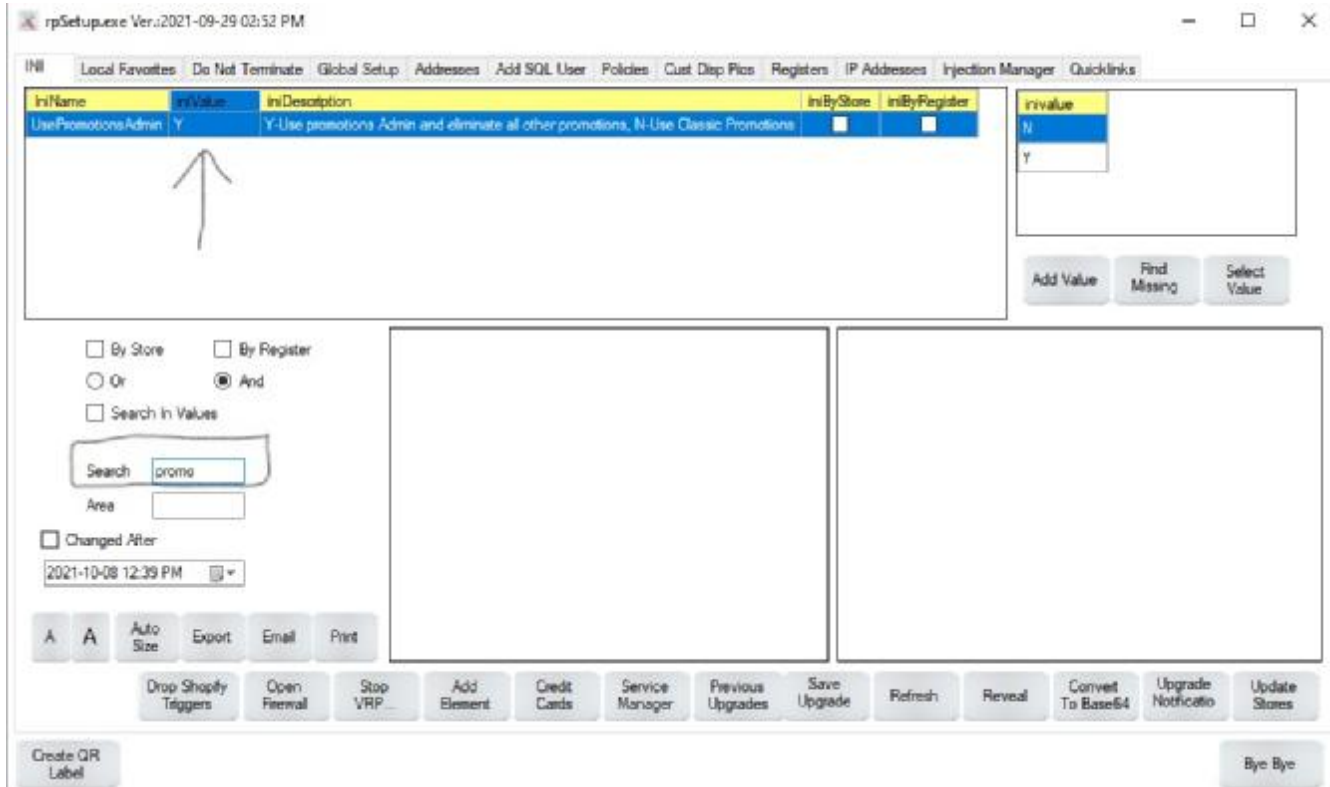 rpSetup.exe Ver.:2021-09-29 02:52 PM
INI Local Favorites Do Not Terminate Global Setup Addresses Add SQL User Policies Cust Disp Pics Registers IP Addresses Injection Manager Quicklinks
IniName iniValue iniDescription iniByStore iniByRegister
UsePromotionsAdmin Y Y-Use promotions Admin and eliminate all other promotions, N-Use Classic Promotions
inivalue
N
Y
Add Value Find Missing Select Value
By Store By Register
Or And
Search In Values
Search promo
Area
Changed After
2021-10-08 12:39 PM
A A Auto Size Export Email Print
Drop Shopify Triggers Open Firewall Stop VRP... Add Element Credit Cards Service Manager Previous Upgrades Save Upgrade Refresh Reveal Convert To Base64 Upgrade Notificatio Update Stores
Create QR Label Bye Bye